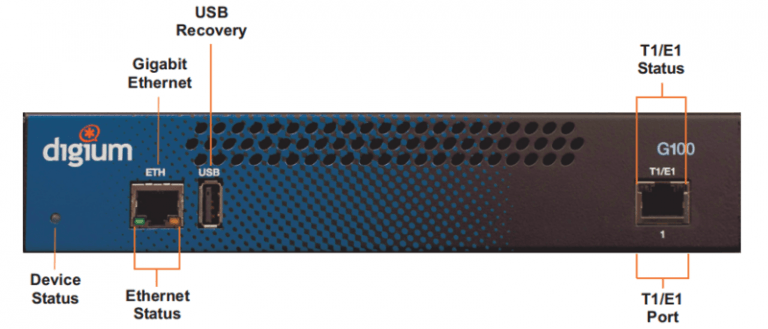 USB
Recovery
Gigabit
Ethernet
T1/E1
Status
digium
ETH
USB
G100
T1/E1
1
Device
Status
Ethernet
Status
T1/E1
Port